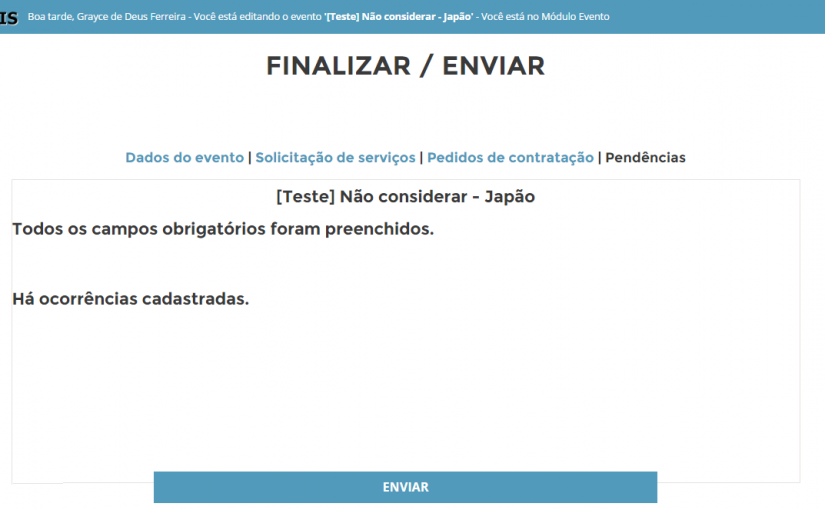 IS Boa tarde, Grayce de Deus Ferreira - Você está editando o evento '[Teste] Não considerar - Japão' - Você está no Módulo Evento
FINALIZAR / ENVIAR
Dados do evento | Solicitação de serviços | Pedidos de contratação | Pendências
[Teste] Não considerar - Japão
Todos os campos obrigatórios foram preenchidos.
Há ocorrências cadastradas.
ENVIAR